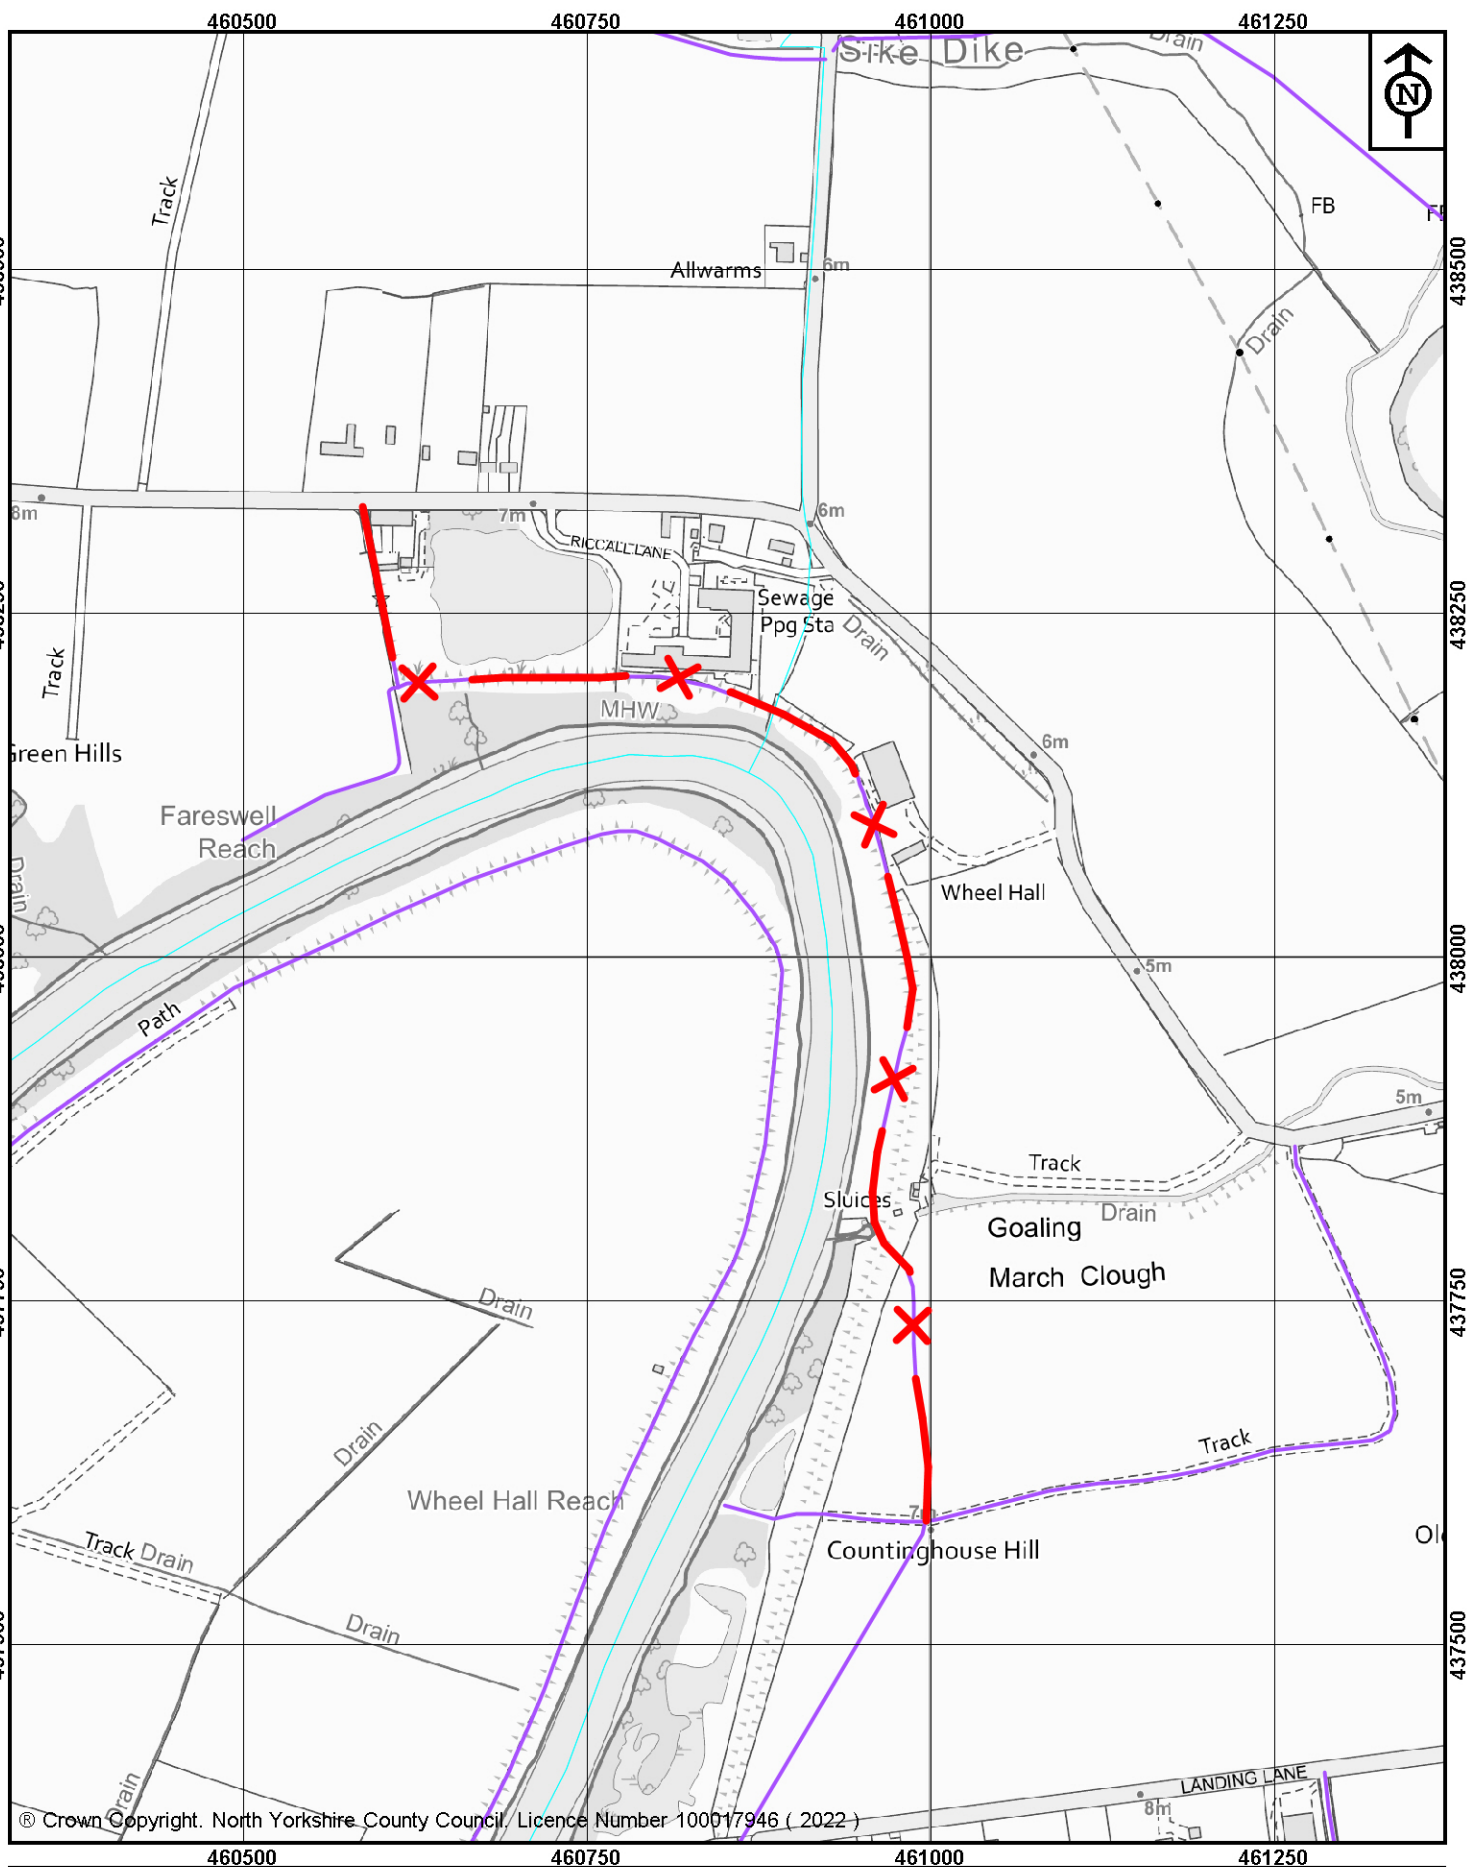 460500 460750 461000 461250
Sike Dike
Drain
N
Track
FB
Allwarms
6m
438500
Drain
8m
7m
6m
RICCALL LANE
Sewage
Ppg Sta
438250
Drain
Track
MHW
Green Hills
6m
Fareswell
Reach
Drain
Wheel Hall
438000
5m
Path
5m
Track
Sluices
Drain
Goaling
March Clough
Drain
437750
Drain
Track
Wheel Hall Reach
7m
Countinghouse Hill
Track
Drain
Drain
437500
LANDING LANE
8m
Drain
® Crown Copyright. North Yorkshire County Council. Licence Number 100017946 ( 2022 )
460500 460750 461000 461250